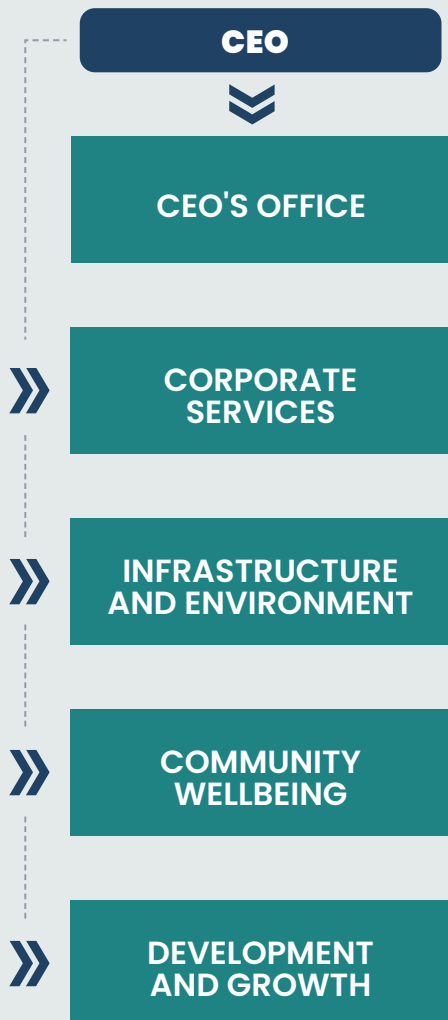 CEO
CEO'S OFFICE
CORPORATE
SERVICES
INFRASTRUCTURE
AND ENVIRONMENT
COMMUNITY
WELLBEING
DEVELOPMENT
AND GROWTH